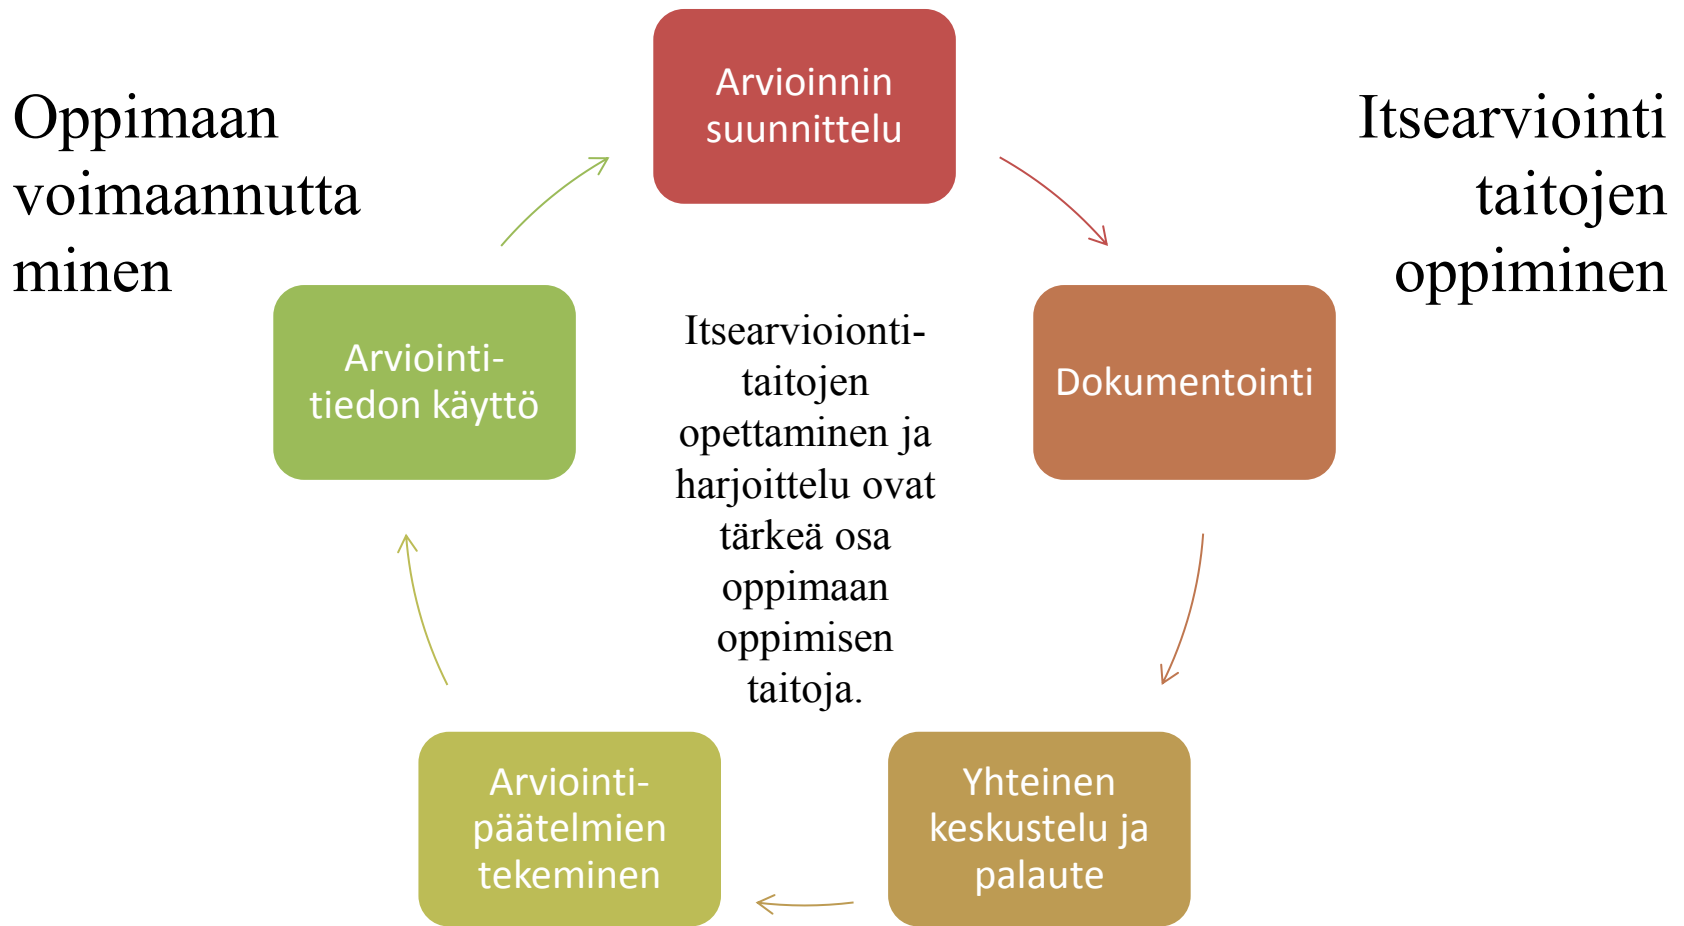 Arvioinnin
suunnittelu
Oppimaan
voimaannutta
minen
Itsearviointi
taitojen
oppiminen
Arviointi-
tiedon käyttö
Itsearvioionti-
taitojen
opettaminen ja
harjoittelu ovat
tärkeä osa
oppimaan
oppimisen
taitoja.
Dokumentointi
Arviointi-
päätelmien
tekeminen
Yhteinen
keskustelu ja
palaute